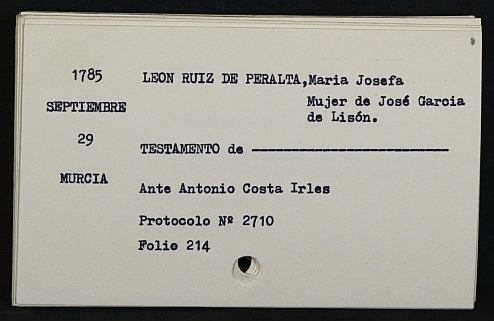 1785 LEON RUIZ DE PERALTA,Maria Josefa
SEPTIEMBRE Mujer de José Garcia
de Lisón.
29
TESTAMENTO de ------------------------
MURCIA
Ante Antonio Costa Irles
Protocolo Nº 2710
Folio 214